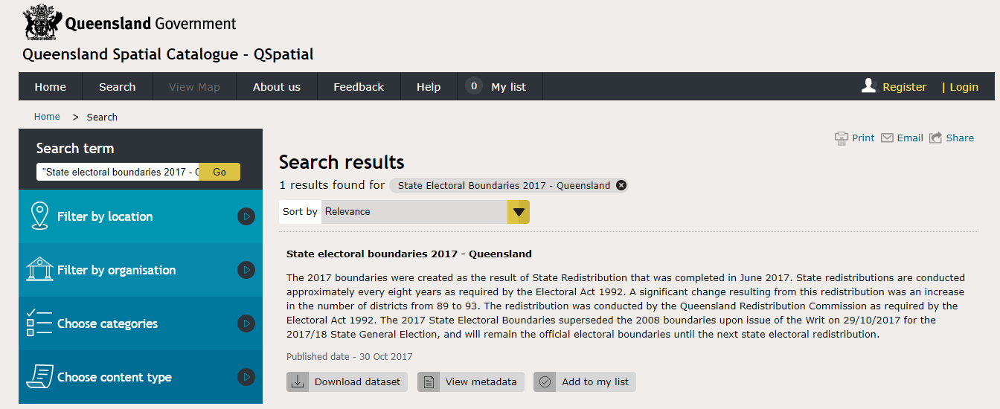 Queensland Government
Queensland Spatial Catalogue - QSpatial
Home Search View Map About us Feedback Help 0 My list Register | Login
Home > Search
Search term
"State electoral boundaries 2017 - Go
Filter by location
Filter by organisation
Choose categories
Choose content type
Print Email Share
Search results
1 results found for State Electoral Boundaries 2017 - Queensland
Sort by Relevance
State electoral boundaries 2017 - Queensland
The 2017 boundaries were created as the result of State Redistribution that was completed in June 2017. State redistributions are conducted
approximately every eight years as required by the Electoral Act 1992. A significant change resulting from this redistribution was an increase
in the number of districts from 89 to 93. The redistribution was conducted by the Queensland Redistribution Commission as required by the
Electoral Act 1992. The 2017 State Electoral Boundaries superseded the 2008 boundaries upon issue of the Writ on 29/10/2017 for the
2017/18 State General Election, and will remain the official electoral boundaries until the next state electoral redistribution.
Published date - 30 Oct 2017
Download dataset View metadata Add to my list